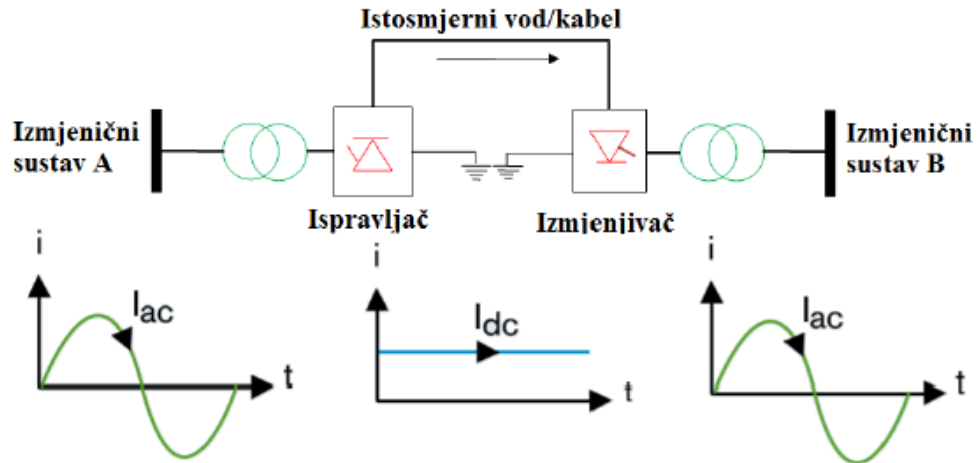 Istosmjerni vod/kabel
Izmjenični
sustav A
Izmjenični
sustav B
Ispravljač
Izmjenjivač
i
Iac
t
i
Idc
t
i
Iac
t